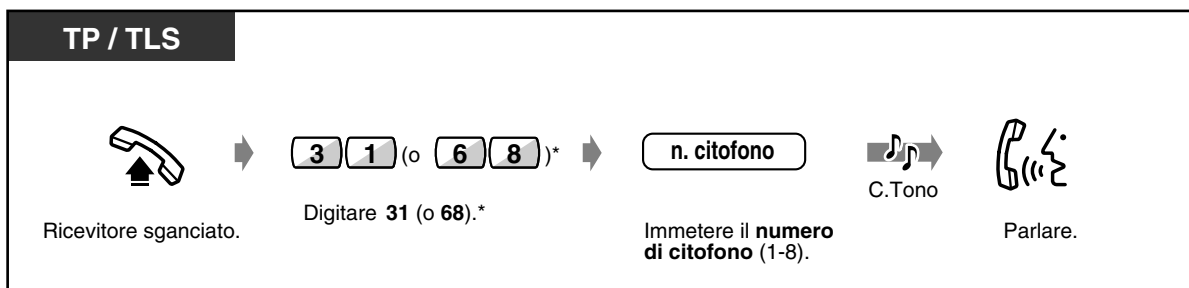 TP / TLS
3 1 (o 6 8 )*
n. citofono
C.Tono
Ricevitore sganciato.
Digitare 31 (o 68).*
Immetere il numero
di citofono (1-8).
Parlare.